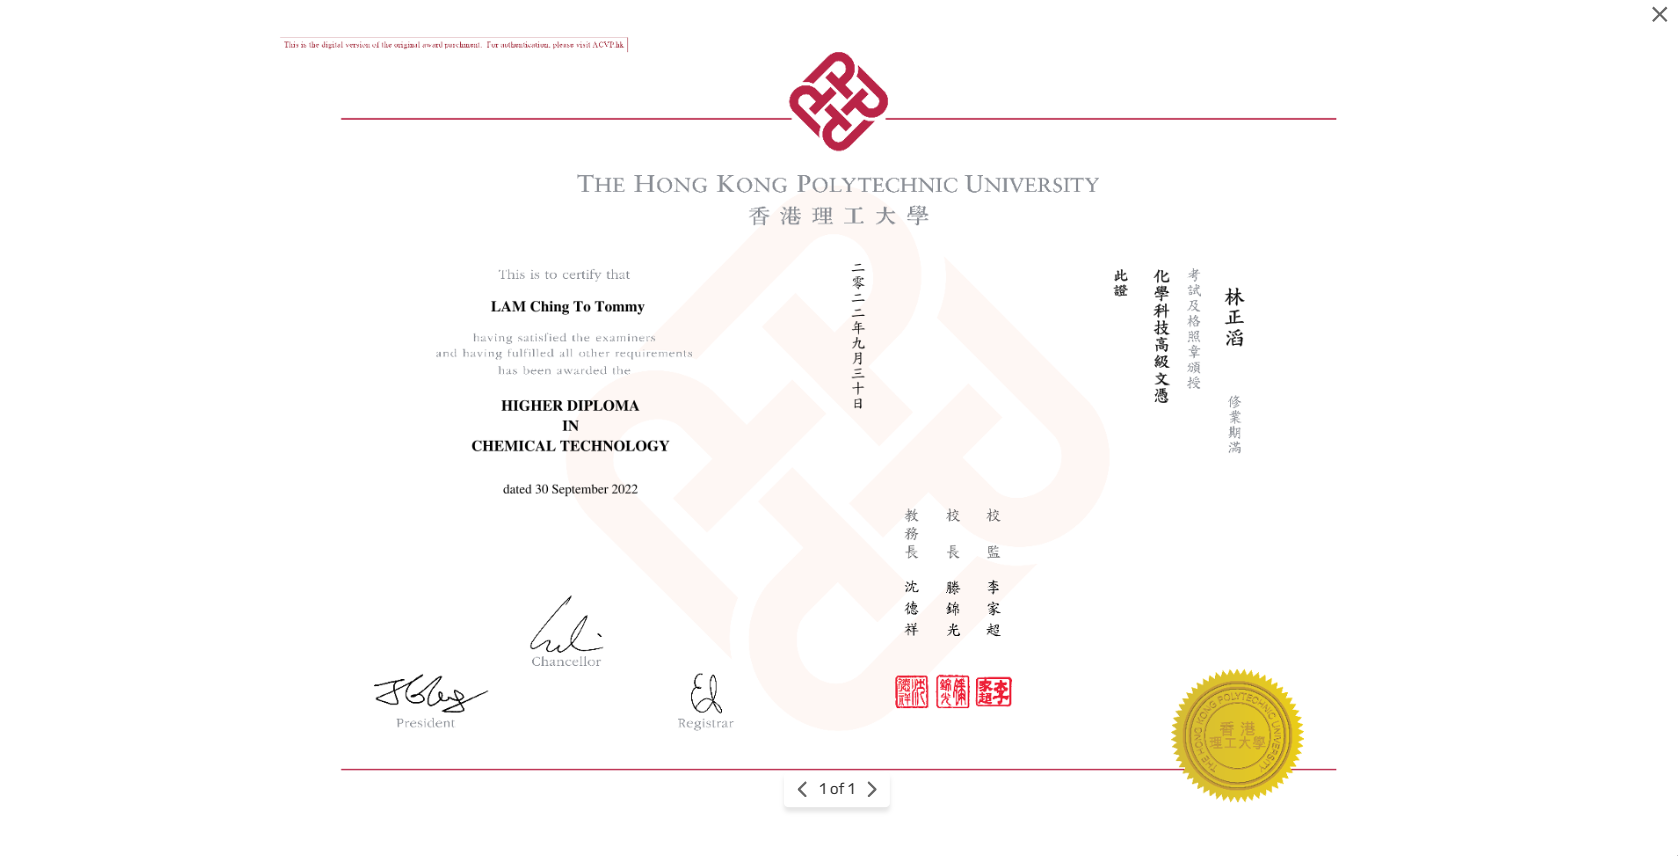 This is the digital version of the original award parchment. For authentication, please visit ACVP.hk
THE HONG KONG POLYTECHNIC UNIVERSITY
香港理工大學
This is to certify that
LAM Ching To Tommy
having satisfied the examiners
and having fulfilled all other requirements
has been awarded the
HIGHER DIPLOMA
IN
CHEMICAL TECHNOLOGY
dated 30 September 2022
林正滔 修業期滿
考試及格照章頒授
化學科技高級文憑
此證
二零二二年九月三十日
校監 李家超
校長 滕錦光
教務長 沈德祥
Chancellor
President
Registrar
THE HONG KONG POLYTECHNIC UNIVERSITY
香港
理工大學
1 of 1